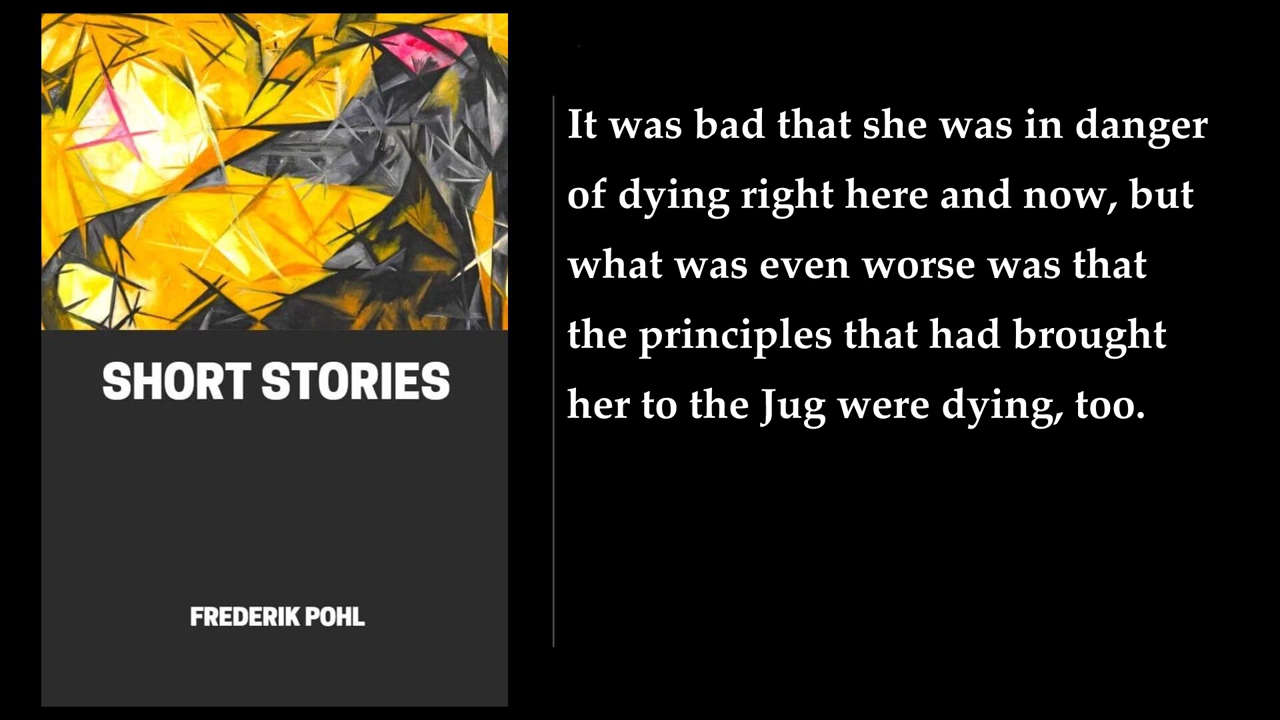 SHORT STORIES
FREDERIK POHL
It was bad that she was in danger
of dying right here and now, but
what was even worse was that
the principles that had brought
her to the Jug were dying, too.